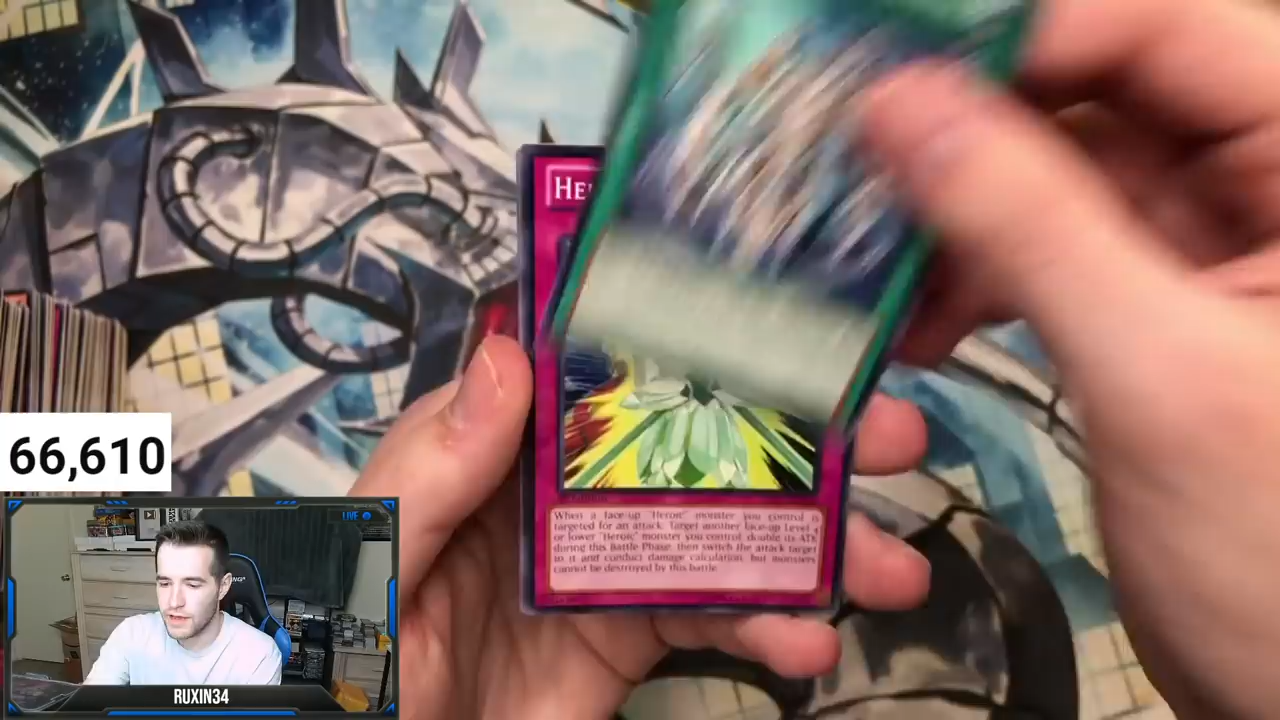 He
When a face-up "Heroic" monster you control is
targeted for an attack: Target another face-up Level 4
or lower "Heroic" monster you control; double its ATK
during this Battle Phase, then switch the attack target
to it and conduct damage calculation, but monsters
cannot be destroyed by this battle.
66,610
LIVE
RUXIN34